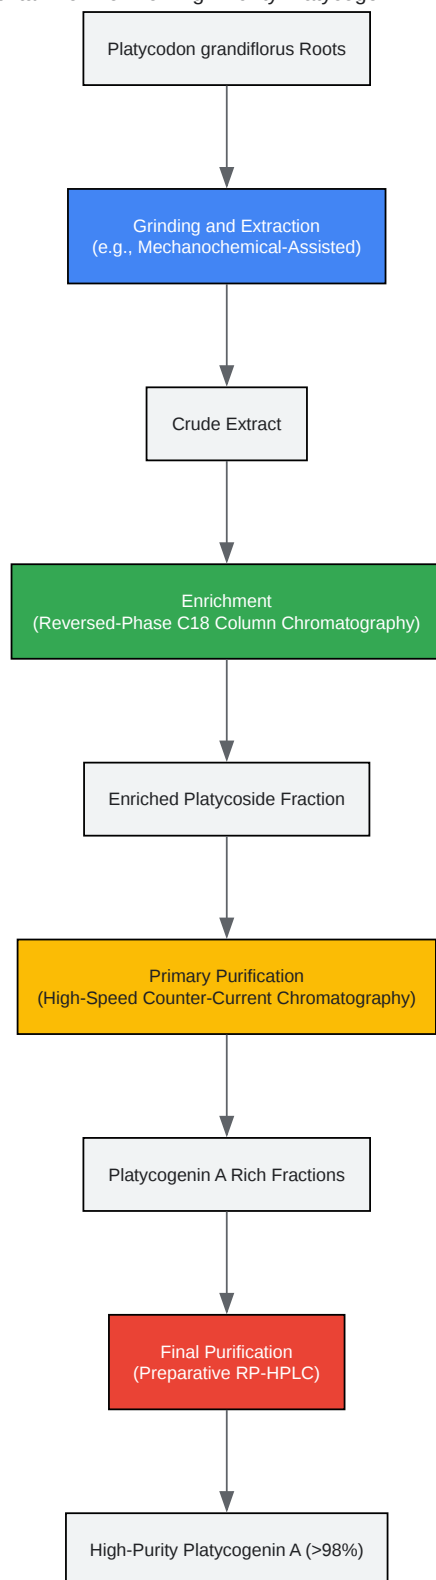 Platycodon grandiflorus Roots
Grinding and Extraction
(e.g., Mechanochemical-Assisted)
Crude Extract
Enrichment
(Reversed-Phase C18 Column Chromatography)
Enriched Platycoside Fraction
Primary Purification
(High-Speed Counter-Current Chromatography)
Platycogenin A Rich Fractions
Final Purification
(Preparative RP-HPLC)
High-Purity Platycogenin A (>98%)